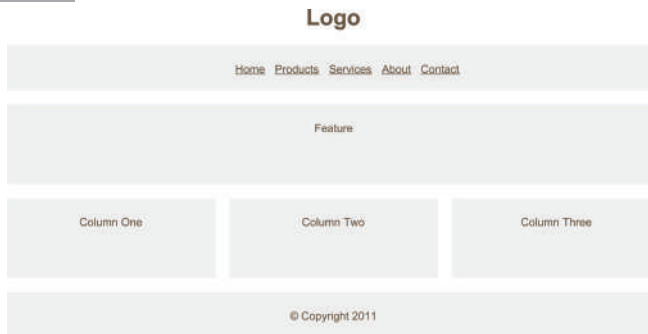 Logo
Home Products Services About Contact
Feature
Column One Column Two Column Three
© Copyright 2011